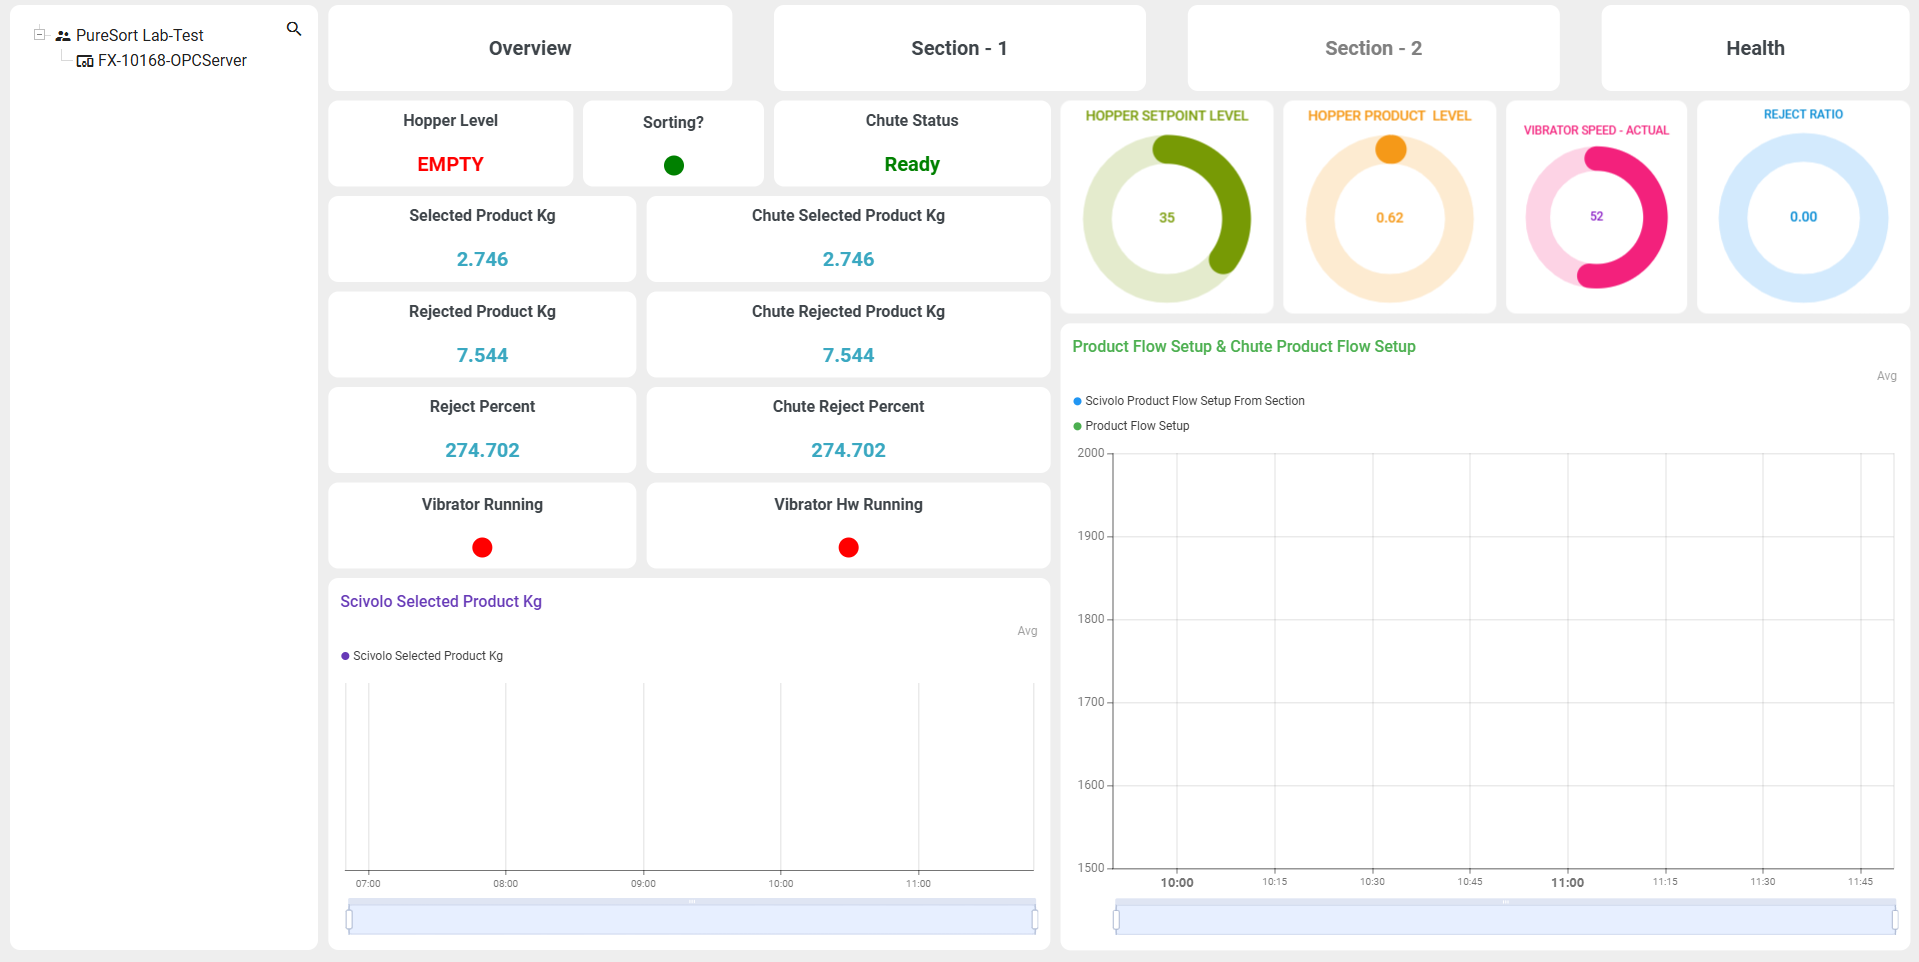 PureSort Lab-Test
FX-10168-OPCServer
Overview
Section - 1
Section - 2
Health
Hopper Level
EMPTY
Sorting?
Chute Status
Ready
Selected Product Kg
2.746
Chute Selected Product Kg
2.746
Rejected Product Kg
7.544
Chute Rejected Product Kg
7.544
Reject Percent
274.702
Chute Reject Percent
274.702
Vibrator Running
Vibrator Hw Running
Scivolo Selected Product Kg
Avg
Scivolo Selected Product Kg
07:00 08:00 09:00 10:00 11:00
HOPPER SETPOINT LEVEL
35
HOPPER PRODUCT LEVEL
0.62
VIBRATOR SPEED - ACTUAL
52
REJECT RATIO
0.00
Product Flow Setup & Chute Product Flow Setup
Avg
Scivolo Product Flow Setup From Section
Product Flow Setup
2000
1900
1800
1700
1600
1500
10:00 10:15 10:30 10:45 11:00 11:15 11:30 11:45